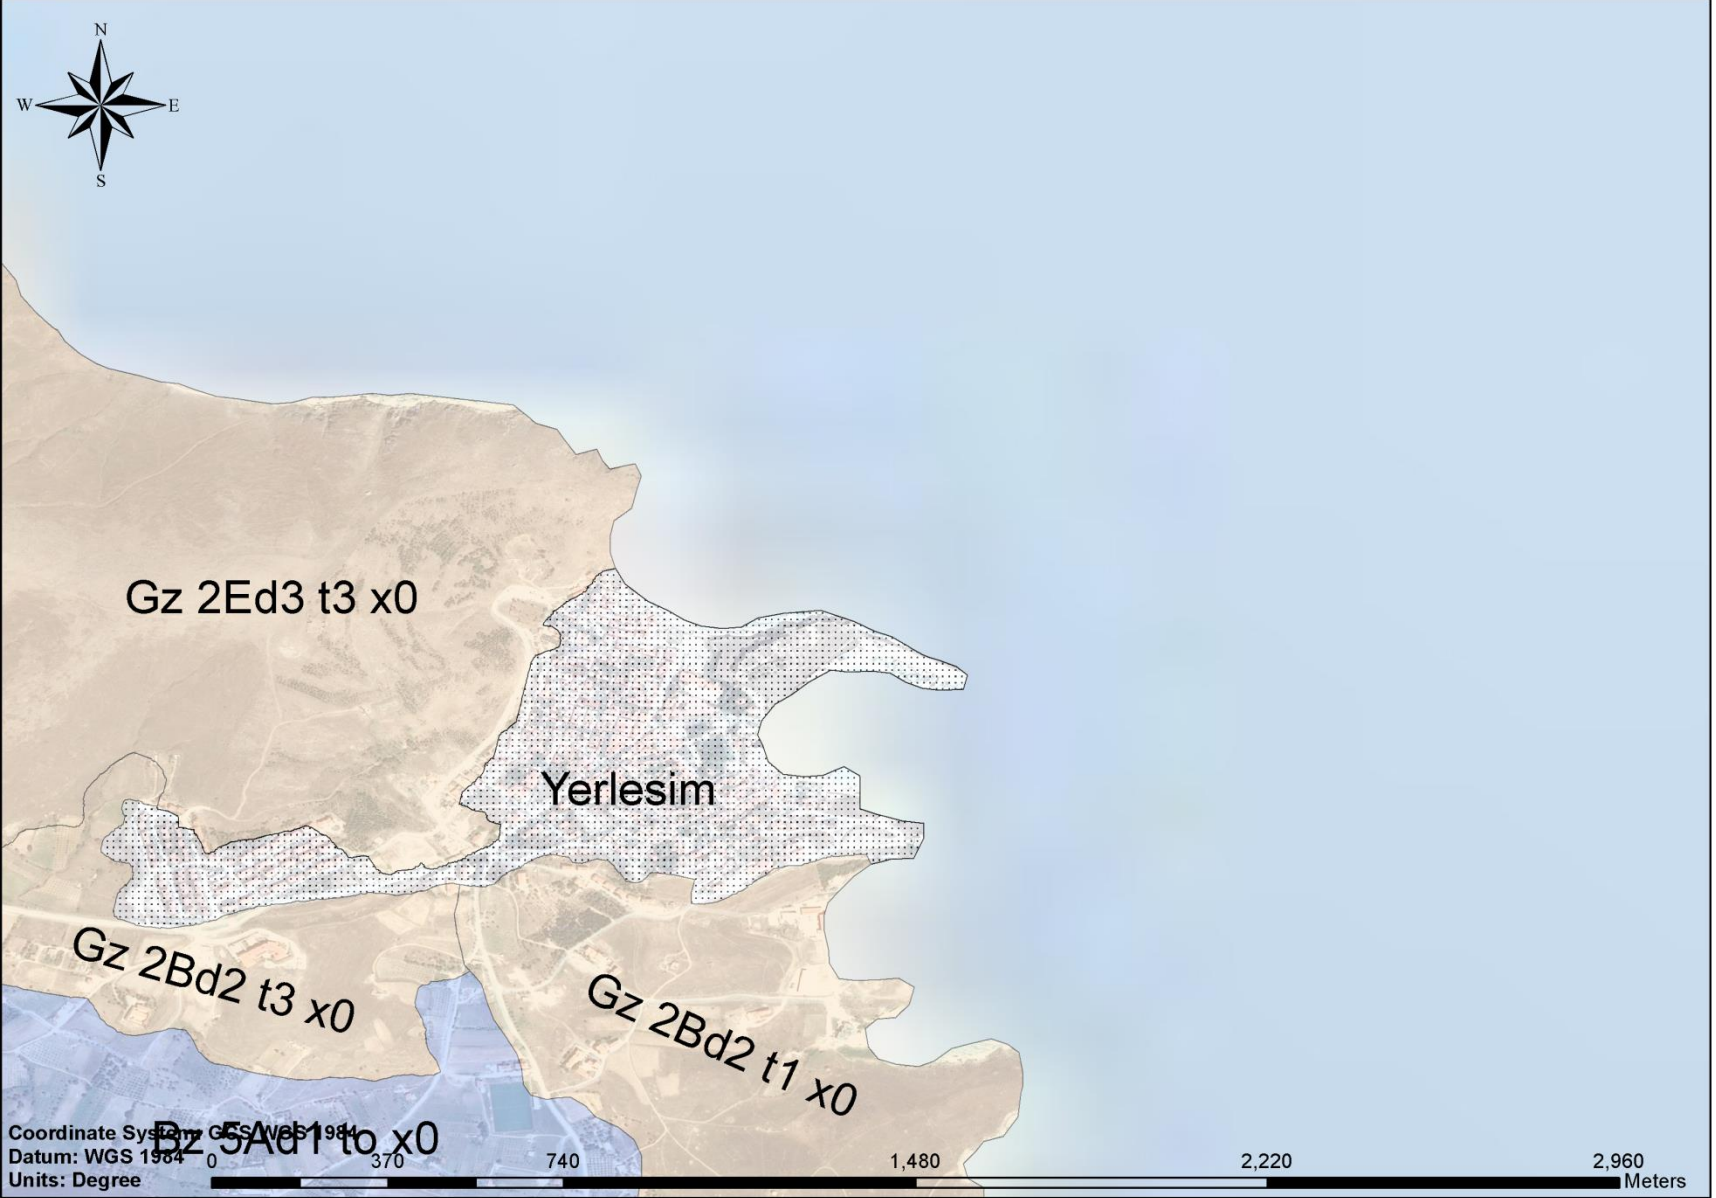 N
W E
S
Gz 2Ed3 t3 x0
Yerlesim
Gz 2Bd2 t3 x0
Gz 2Bd2 t1 x0
Bz 5Ad1 to x0
Coordinate System: GCS WGS 1984
Datum: WGS 1984
Units: Degree
0 370 740 1,480 2,220 2,960
Meters